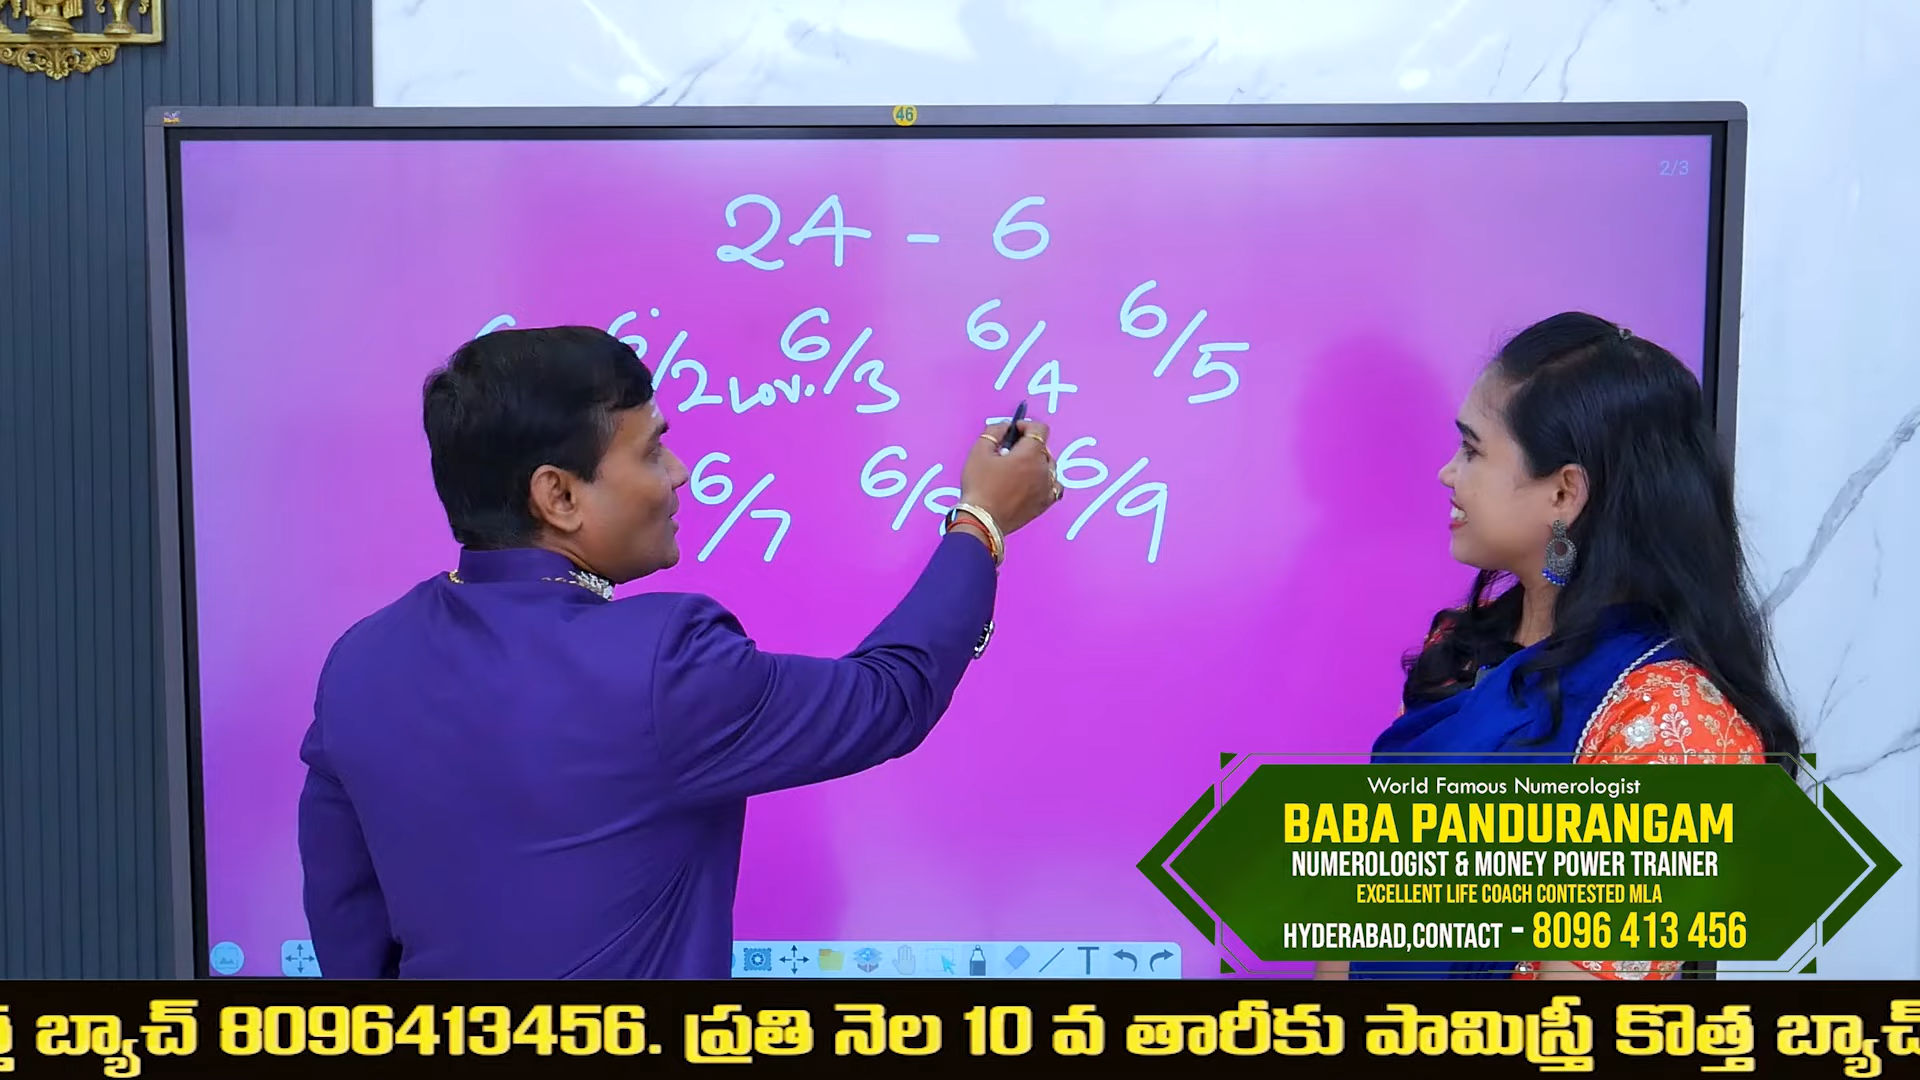 46
2/3
24 - 6
6/2 Lov. 6/3 6/4 6/5
6/7 6/ 6/9
World Famous Numerologist
BABA PANDURANGAM
NUMEROLOGIST & MONEY POWER TRAINER
EXCELLENT LIFE COACH CONTESTED MLA
HYDERABAD,CONTACT - 8096 413 456
బ్యాచ్ 8096413456. ప్రతి నెల 10 వ తారీకు పామిస్ట్రీ కొత్త బ్యాచ్